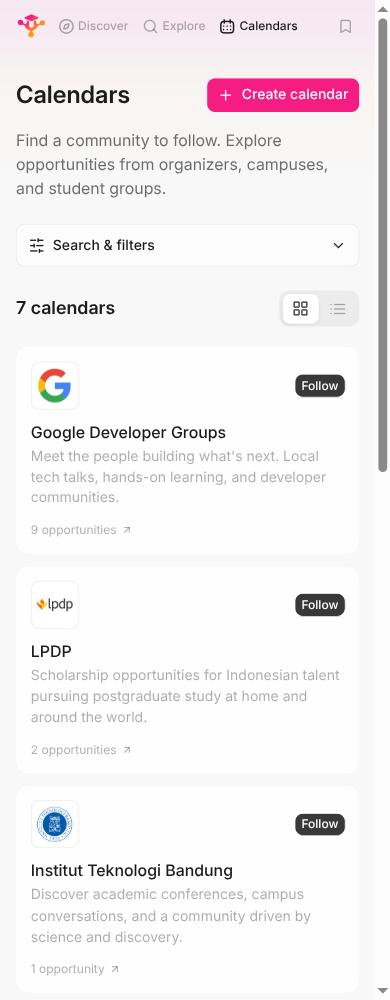 Discover
Explore
Calendars
Calendars
Create calendar
Find a community to follow. Explore
opportunities from organizers, campuses,
and student groups.
Search & filters
7 calendars
Follow
Google Developer Groups
Meet the people building what's next. Local
tech talks, hands-on learning, and developer
communities.
9 opportunities
lpdp
Follow
LPDP
Scholarship opportunities for Indonesian talent
pursuing postgraduate study at home and
around the world.
2 opportunities
Follow
Institut Teknologi Bandung
Discover academic conferences, campus
conversations, and a community driven by
science and discovery.
1 opportunity